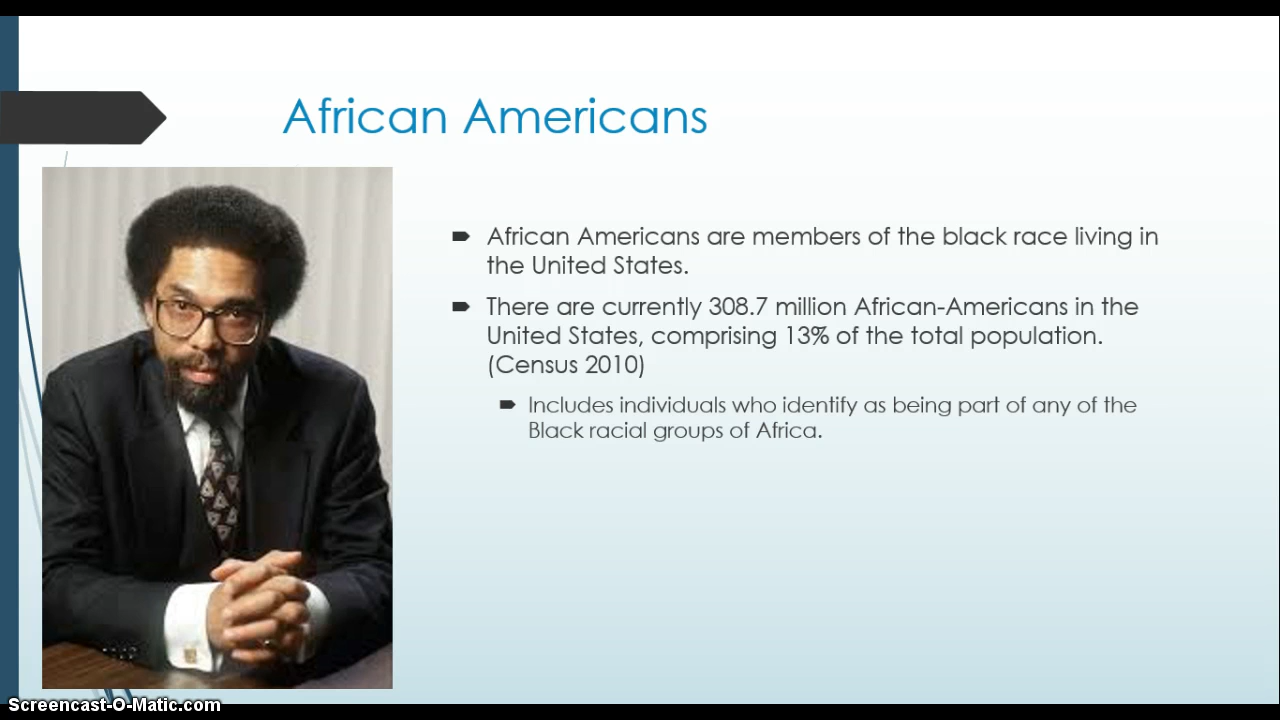 African Americans
African Americans are members of the black race living in
the United States.
There are currently 308.7 million African-Americans in the
United States, comprising 13% of the total population.
(Census 2010)
Includes individuals who identify as being part of any of the
Black racial groups of Africa.
Screencast-O-Matic.com